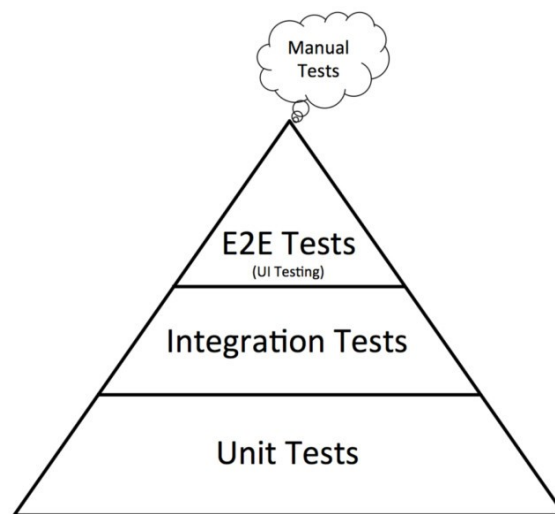 Manual
Tests
E2E Tests
(UI Testing)
Integration Tests
Unit Tests